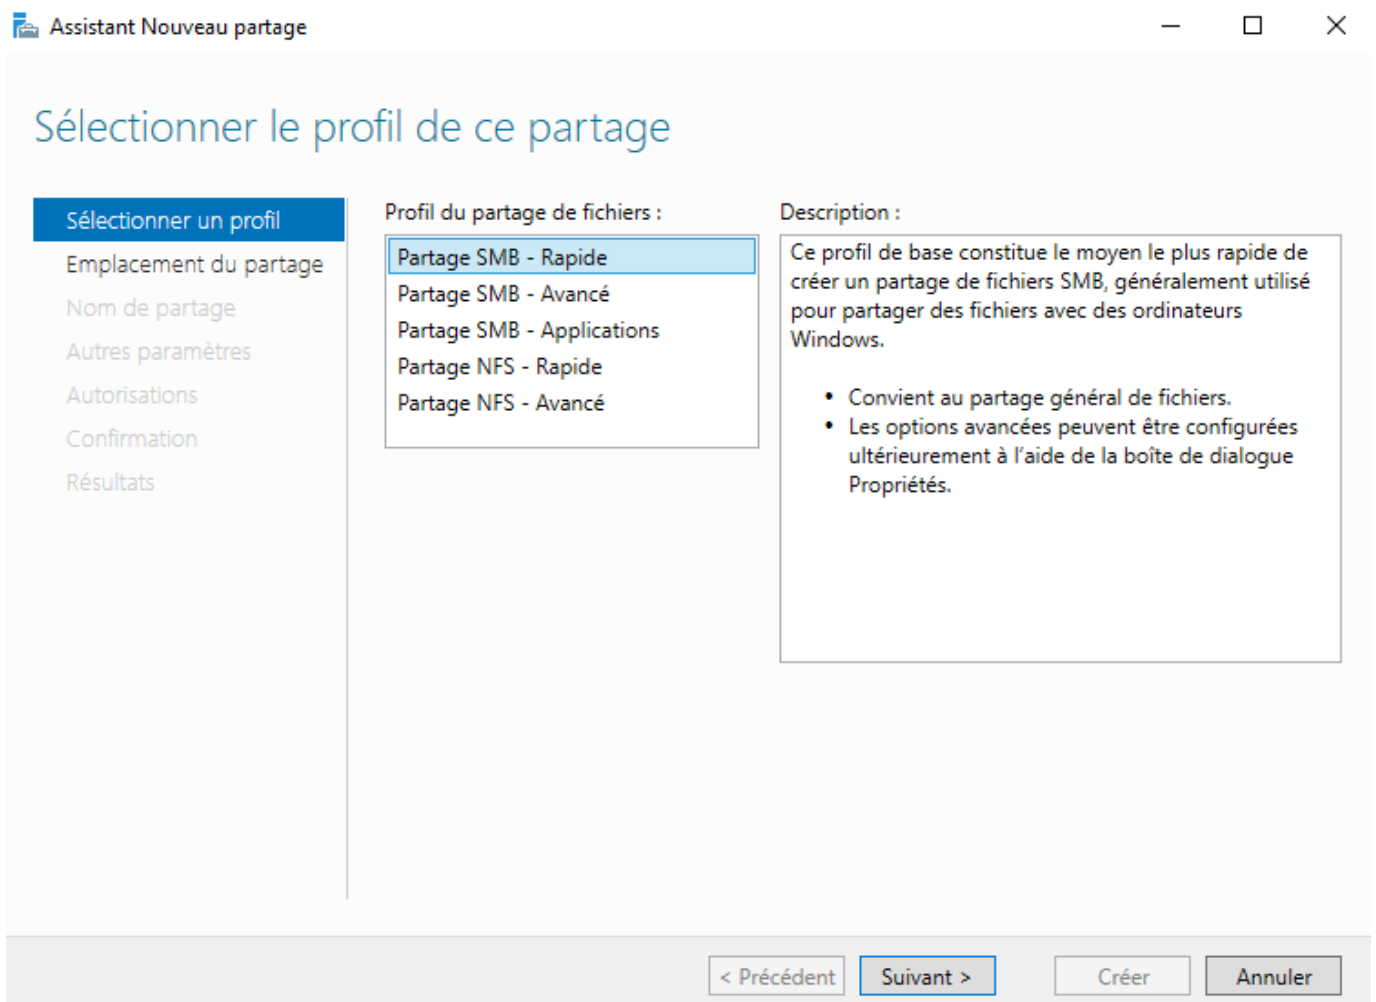 Assistant Nouveau partage
Sélectionner le profil de ce partage
Sélectionner un profil
Emplacement du partage
Nom de partage
Autres paramètres
Autorisations
Confirmation
Résultats
Profil du partage de fichiers :
Partage SMB - Rapide
Partage SMB - Avancé
Partage SMB - Applications
Partage NFS - Rapide
Partage NFS - Avancé
Description :
Ce profil de base constitue le moyen le plus rapide de
créer un partage de fichiers SMB, généralement utilisé
pour partager des fichiers avec des ordinateurs
Windows.
• Convient au partage général de fichiers.
• Les options avancées peuvent être configurées
ultérieurement à l'aide de la boîte de dialogue
Propriétés.
< Précédent
Suivant >
Créer
Annuler